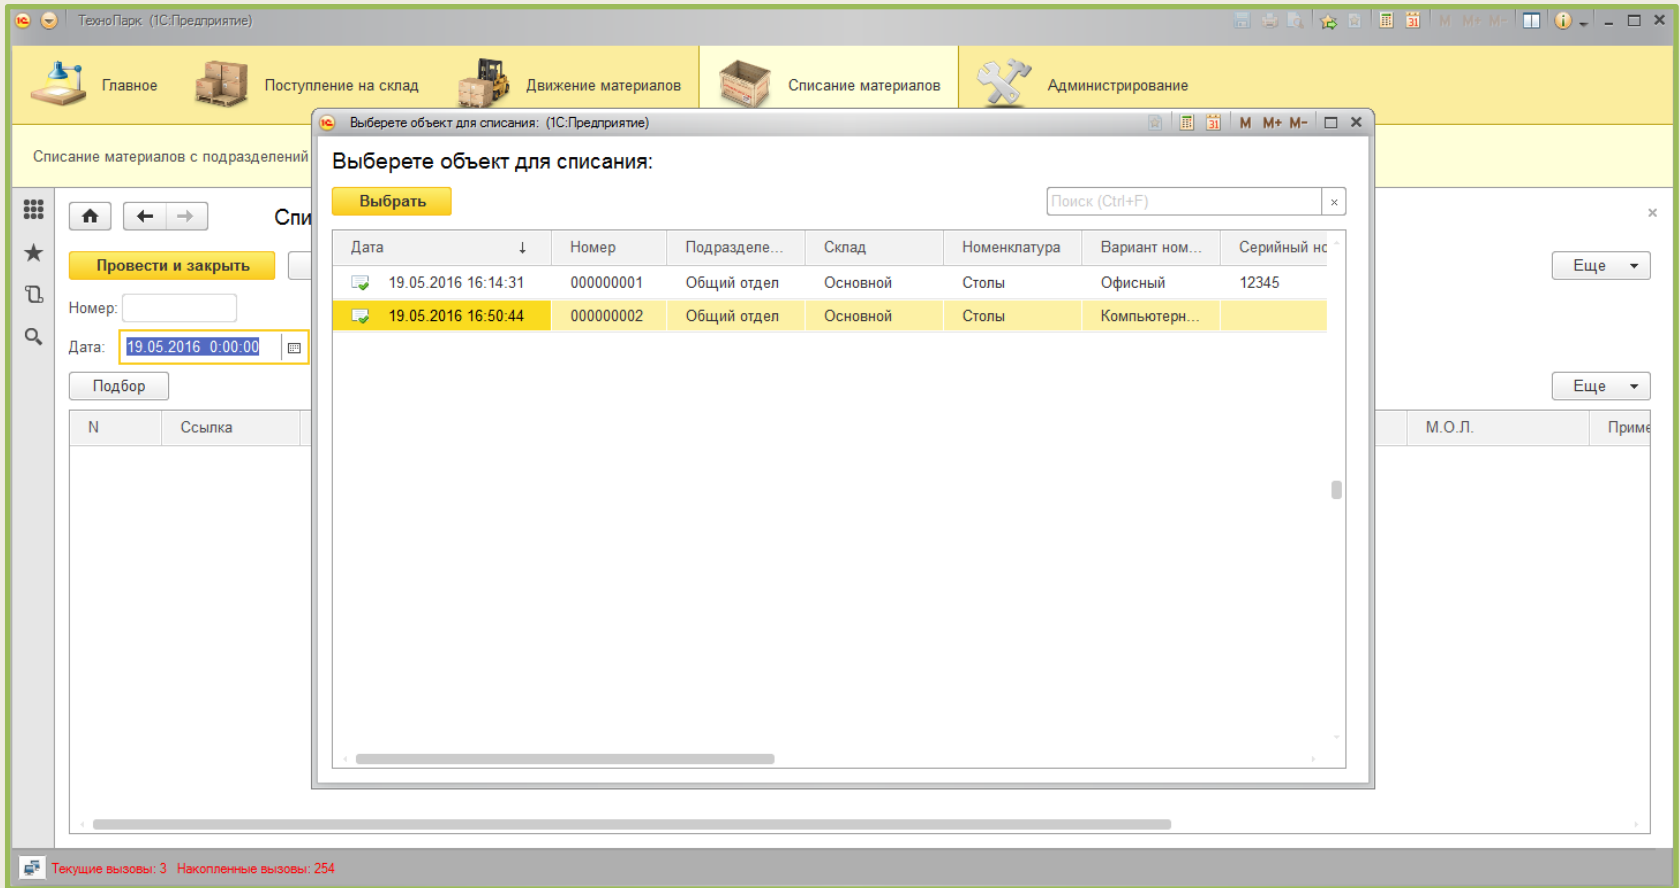 ТехноПарк (1С:Предприятие)
31 M M+ M-
Главное Поступление на склад Движение материалов Списание материалов Администрирование
Выберете объект для списания: (1С:Предприятие) 31 M M+ M-
Списание материалов с подразделений
Выберете объект для списания:
Выбрать Поиск (Ctrl+F)
Спи
Дата Номер Подразделе... Склад Номенклатура Вариант ном... Серийный но
Провести и закрыть Еще
19.05.2016 16:14:31 000000001 Общий отдел Основной Столы Офисный 12345
Номер:
19.05.2016 16:50:44 000000002 Общий отдел Основной Столы Компьютерн...
Дата: 19.05.2016 0:00:00
Подбор Еще
N Ссылка М.О.Л. Приме
Текущие вызовы: 3 Накопленные вызовы: 254